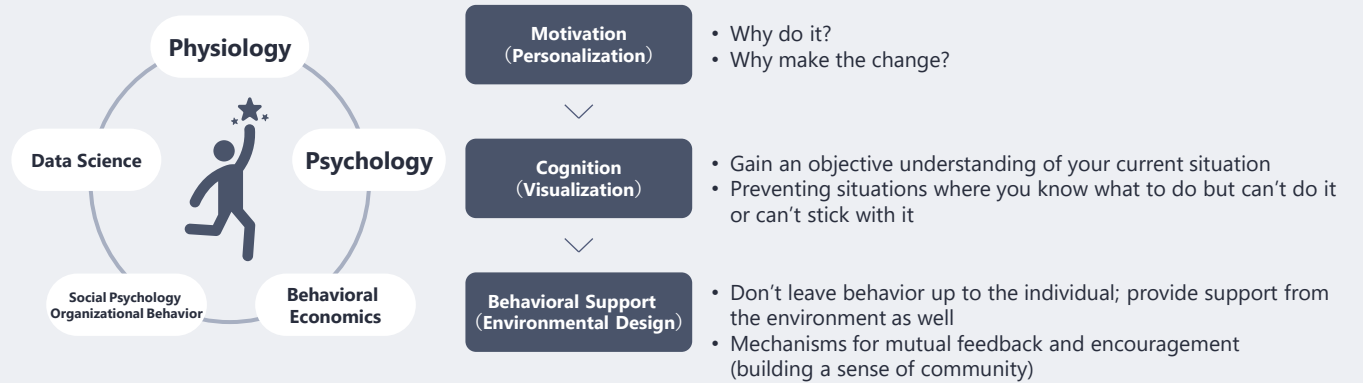 Physiology
Data Science
Psychology
Social Psychology
Organizational Behavior
Behavioral
Economics
Motivation
（Personalization）
• Why do it?
• Why make the change?
Cognition
（Visualization）
• Gain an objective understanding of your current situation
• Preventing situations where you know what to do but can’t do it
or can’t stick with it
Behavioral Support
（Environmental Design）
• Don’t leave behavior up to the individual; provide support from
the environment as well
• Mechanisms for mutual feedback and encouragement
(building a sense of community)